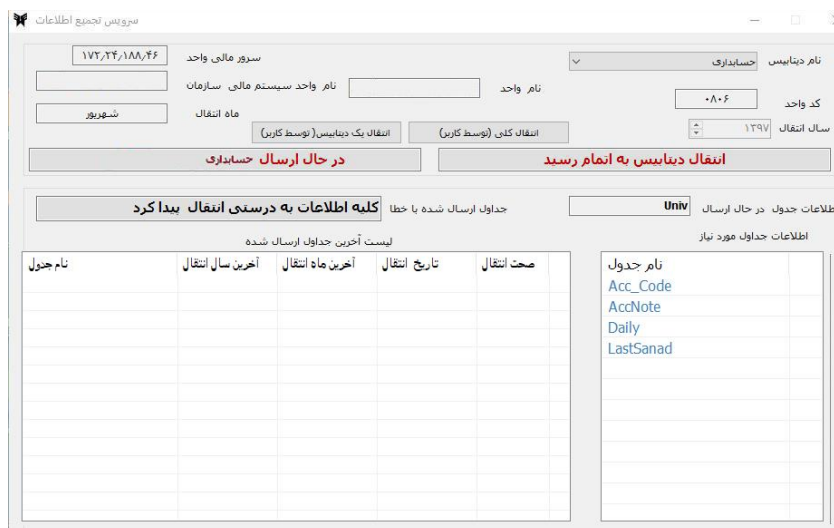 سرویس تجمیع اطلاعات
نام دیتابیس حسابداری
سرور مالی واحد ۱۷۲٫۲۴٫۱۸۸٫۴۶
نام واحد
نام واحد سیستم مالی سازمان
کد واحد ۰۸۰۶
ماه انتقال شهریور
سال انتقال ۱۳۹۷
انتقال کلی (توسط کاربر)
انتقال یک دیتابیس( توسط کاربر)
انتقال دیتابیس به اتمام رسید
در حال ارسال حسابداری
طلاعات جدول در حال ارسال Univ
جداول ارسال شده با خطا کلیه اطلاعات به درستی انتقال پیدا کرد
اطلاعات جداول مورد نیاز
لیست آخرین جداول ارسال شده
نام جدول
Acc_Code
AccNote
Daily
LastSanad
صحت انتقال تاریخ انتقال آخرین ماه انتقال آخرین سال انتقال نام جدول